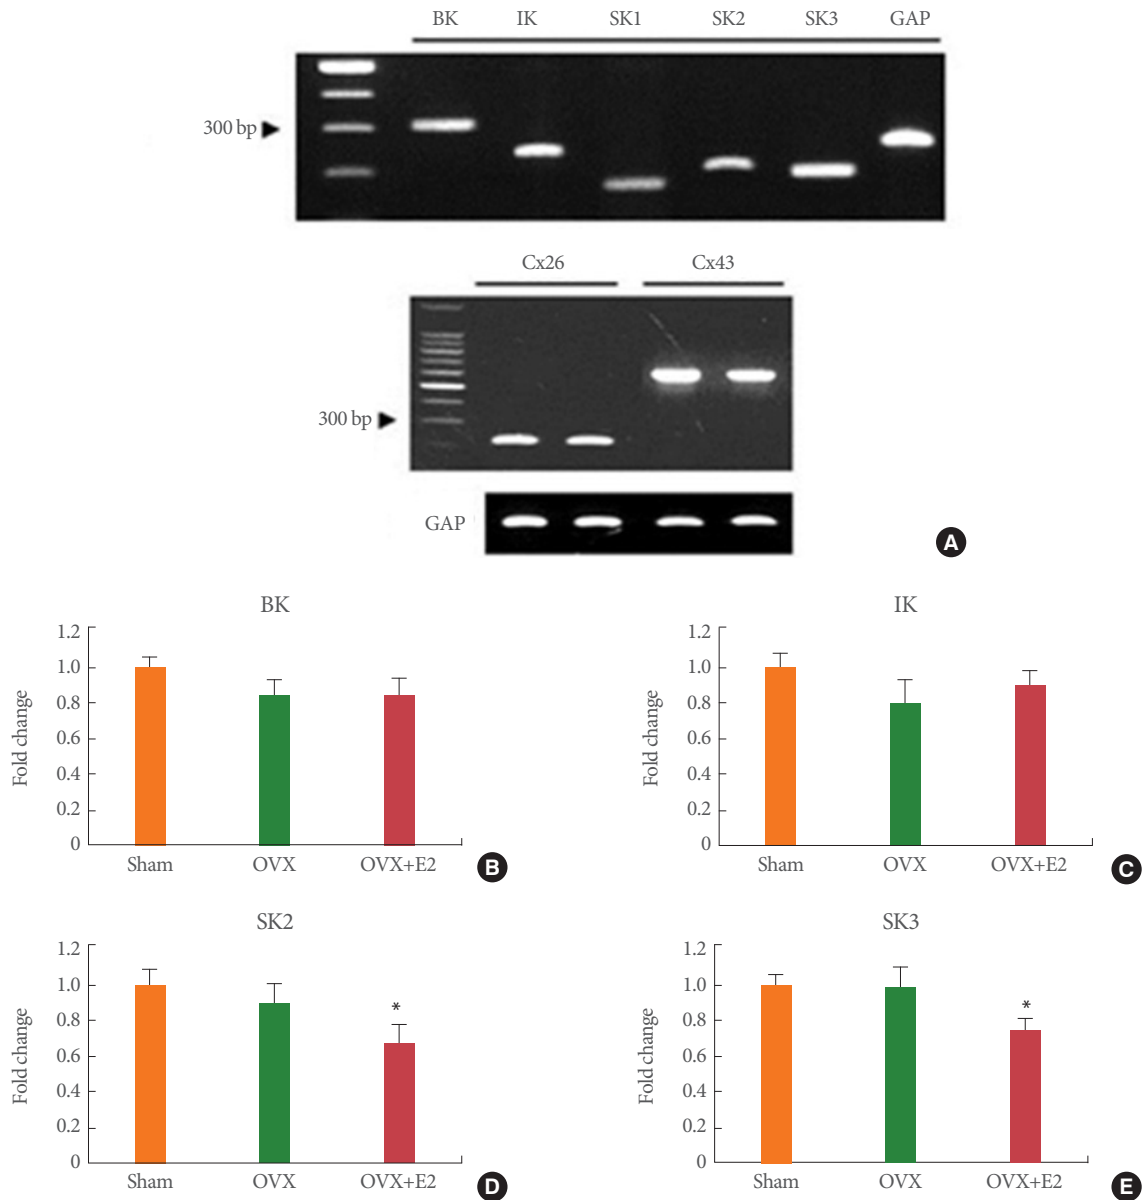 BK IK SK1 SK2 SK3 GAP
300 bp
Cx26 Cx43
300 bp
GAP
A
BK
Fold change
1.2
1.0
0.8
0.6
0.4
0.2
0
Sham OVX OVX+E2
B
IK
Fold change
1.2
1.0
0.8
0.6
0.4
0.2
0
Sham OVX OVX+E2
C
SK2
Fold change
1.2
1.0
0.8
0.6
0.4
0.2
0
*
Sham OVX OVX+E2
D
SK3
Fold change
1.2
1.0
0.8
0.6
0.4
0.2
0
*
Sham OVX OVX+E2
E